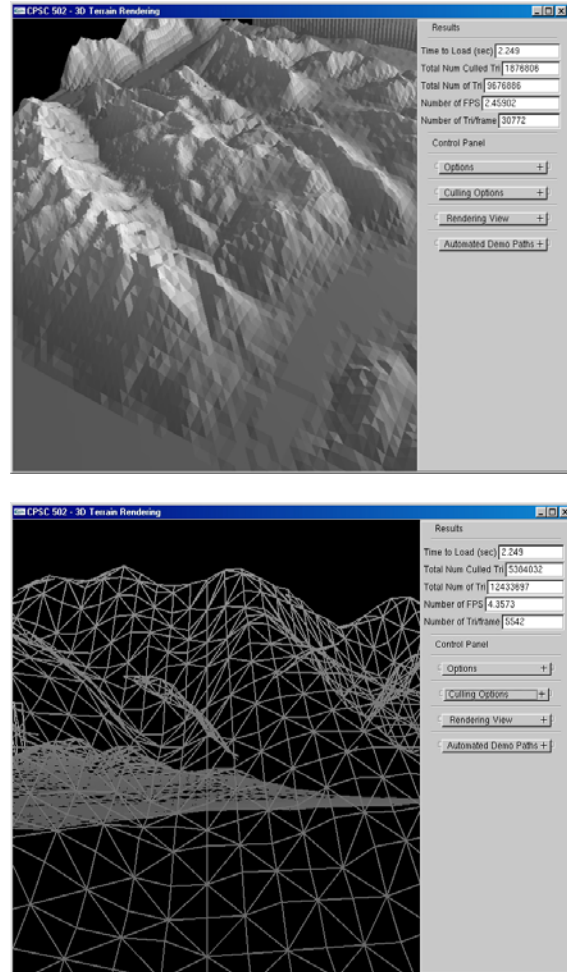 CPSC 502 - 3D Terrain Rendering
Results
Time to Load (sec) 2.249
Total Num Culled Tri 1876806
Total Num of Tri 9676886
Number of FPS 2.45902
Number of Tri/frame 30772
Control Panel
Options +
Culling Options +
Rendering View +
Automated Demo Paths +
CPSC 502 - 3D Terrain Rendering
Results
Time to Load (sec) 2.249
Total Num Culled Tri 5384032
Total Num of Tri 12433697
Number of FPS 4.3573
Number of Tri/frame 5542
Control Panel
Options +
Culling Options +
Rendering View +
Automated Demo Paths +